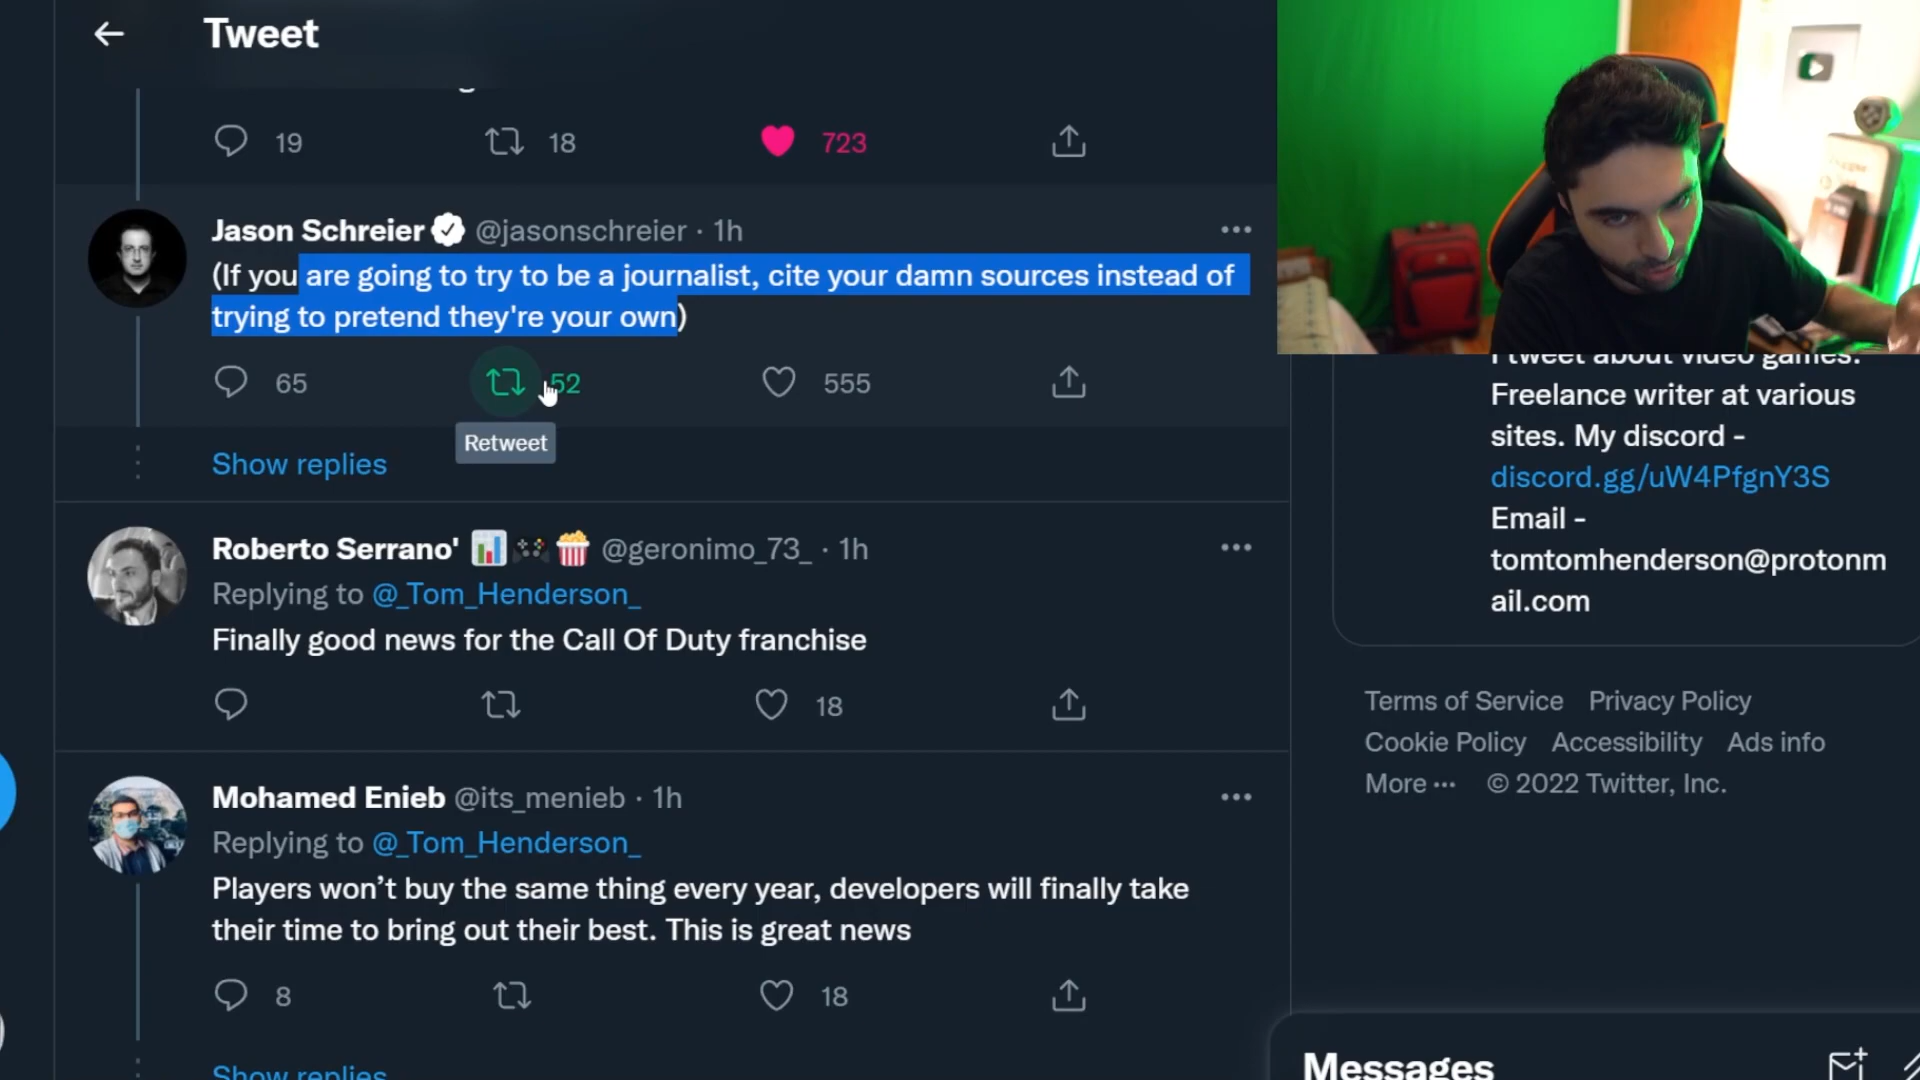 Tweet
19 18 723
Jason Schreier @jasonschreier · 1h
(If you are going to try to be a journalist, cite your damn sources instead of
trying to pretend they're your own)
65 52 555
Retweet
Show replies
Roberto Serrano' @geronimo_73_ · 1h
Replying to @_Tom_Henderson_
Finally good news for the Call Of Duty franchise
18
Mohamed Enieb @its_menieb · 1h
Replying to @_Tom_Henderson_
Players won’t buy the same thing every year, developers will finally take
their time to bring out their best. This is great news
8 18
Show replies
I tweet about video games.
Freelance writer at various
sites. My discord -
discord.gg/uW4PfgnY3S
Email -
tomtomhenderson@protonm
ail.com
Terms of Service Privacy Policy
Cookie Policy Accessibility Ads info
More ··· © 2022 Twitter, Inc.
Messages